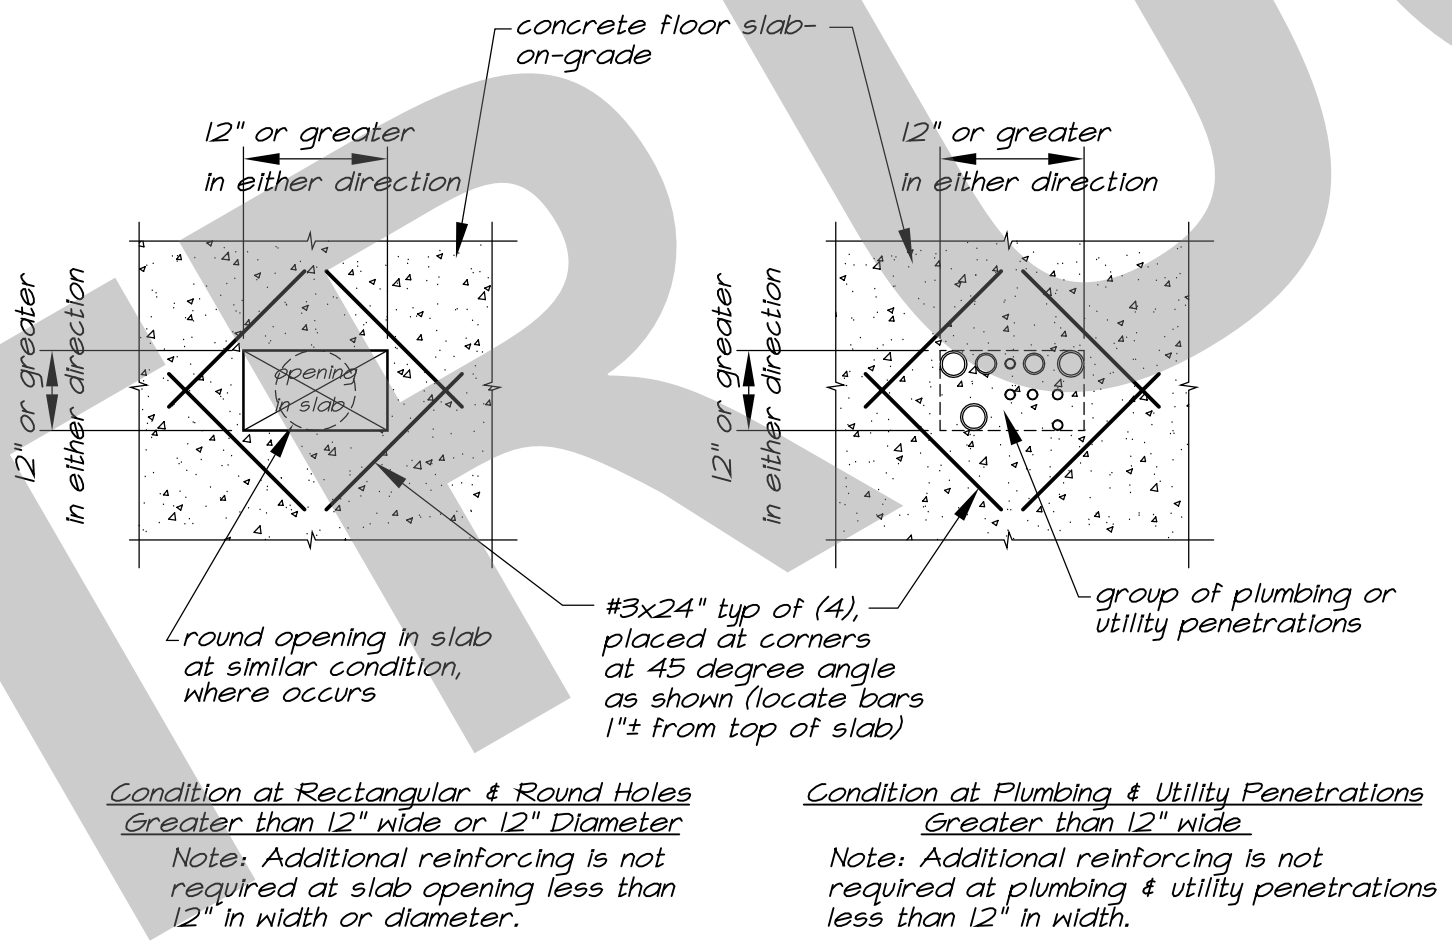 concrete floor slab-
on-grade
12" or greater
in either direction
12" or greater
in either direction
12" or greater
in either direction
opening
in slab
12" or greater
in either direction
round opening in slab
at similar condition,
where occurs
#3x24" typ of (4),
placed at corners
at 45 degree angle
as shown (locate bars
1"± from top of slab)
group of plumbing or
utility penetrations
Condition at Rectangular & Round Holes
Greater than 12" wide or 12" Diameter
Note: Additional reinforcing is not
required at slab opening less than
12" in width or diameter.
Condition at Plumbing & Utility Penetrations
Greater than 12" wide
Note: Additional reinforcing is not
required at plumbing & utility penetrations
less than 12" in width.